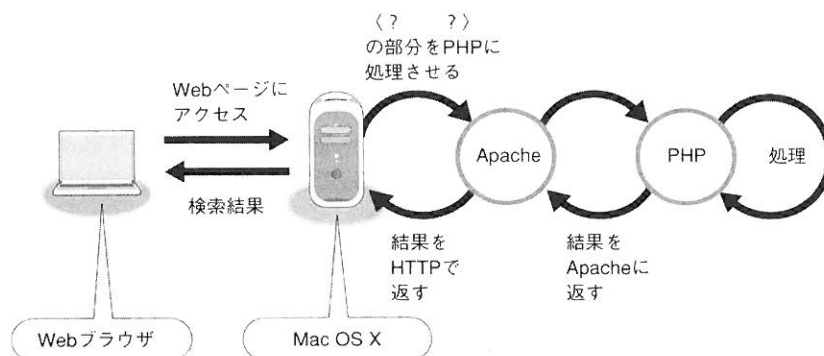 〈?　　?〉
の部分をPHPに
処理させる
Webページに
アクセス
Apache
PHP
処理
検索結果
結果を
HTTPで
返す
結果を
Apacheに
返す
Webブラウザ
Mac OS X